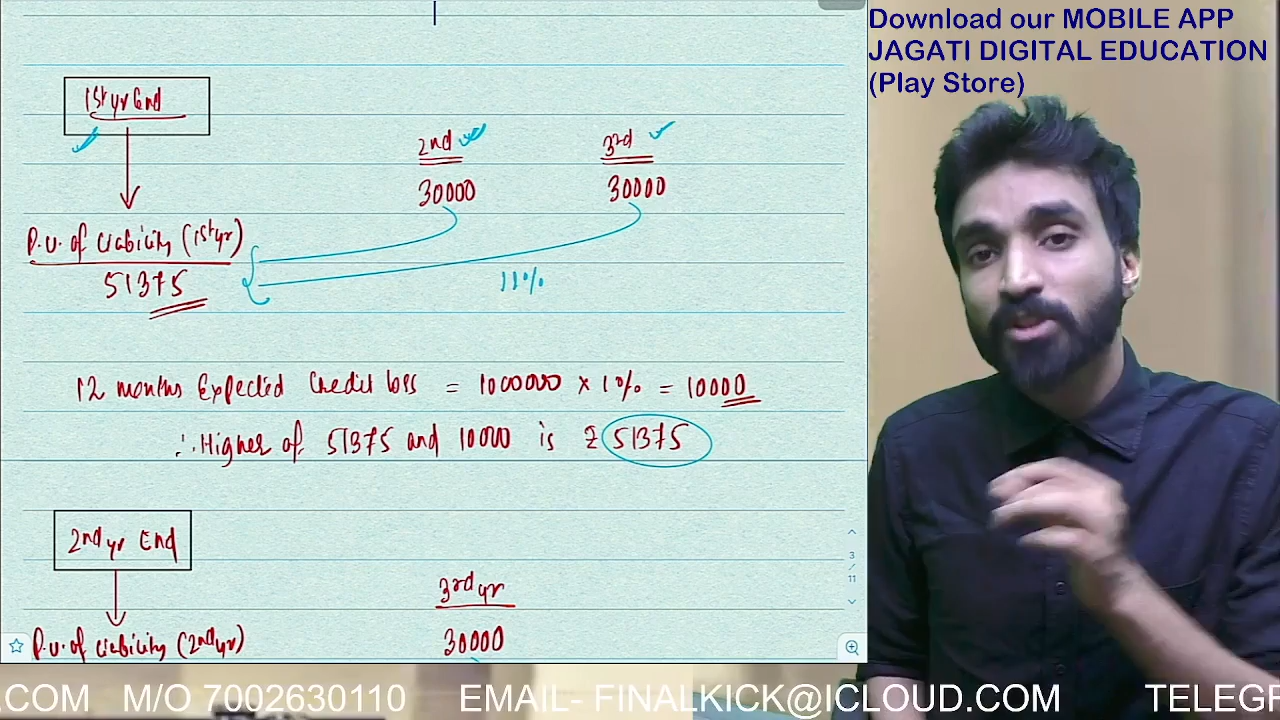 Download our MOBILE APP
JAGATI DIGITAL EDUCATION
(Play Store)
1st yr End
2nd 3rd
30000 30000
P.V. of Liability (1st yr)
51375
11%
12 months Expected Credit loss = 1000000 × 1% = 10000
∴ Higher of 51375 and 10000 is ₹ 51375
2nd yr End
3rd yr
P.V. of Liability (2nd yr) 30000
3
/
11
.COM M/O 7002630110 EMAIL- FINALKICK@ICLOUD.COM TELEGR